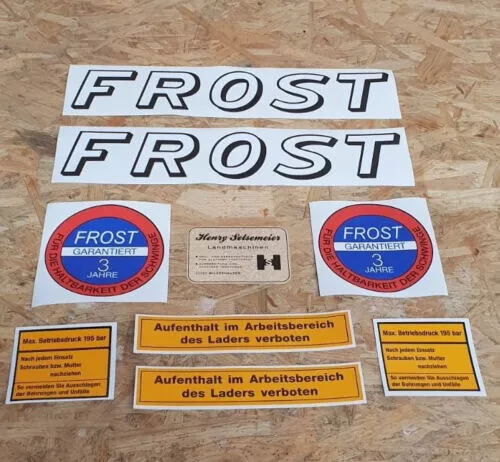 FROST
FROST
FROST
GARANTIERT
3
JAHRE
FÜR DIE HALTBARKEIT DER SCHWINGE
Henry Selsemeier
Landmaschinen
FROST
GARANTIERT
3
JAHRE
FÜR DIE HALTBARKEIT DER SCHWINGE
Max. Betriebsdruck 195 bar
Nach jedem Einsatz
Schrauben bzw. Mutter
nachziehen
So vermeiden Sie Ausschlagen
der Bohrungen und Unfälle
Aufenthalt im Arbeitsbereich
des Laders verboten
Aufenthalt im Arbeitsbereich
des Laders verboten
Max. Betriebsdruck 195 bar
Nach jedem Einsatz
Schrauben bzw. Mutter
nachziehen
So vermeiden Sie Ausschlagen
der Bohrungen und Unfälle